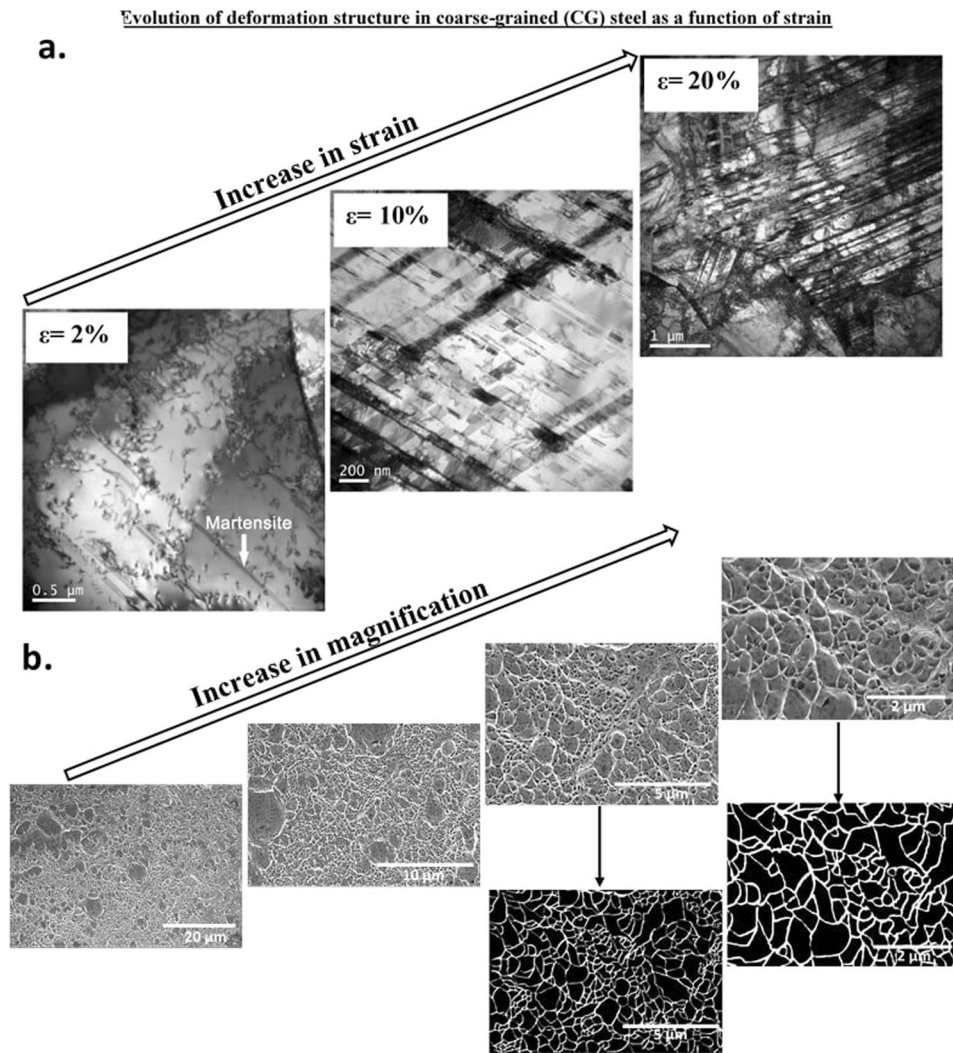 Evolution of deformation structure in coarse-grained (CG) steel as a function of strain
a.
Increase in strain
ε= 20%
1 μm
ε= 10%
200 nm
ε= 2%
Martensite
0.5 μm
b.
Increase in magnification
20 μm
10 μm
5 μm
2 μm
5 μm
2 μm